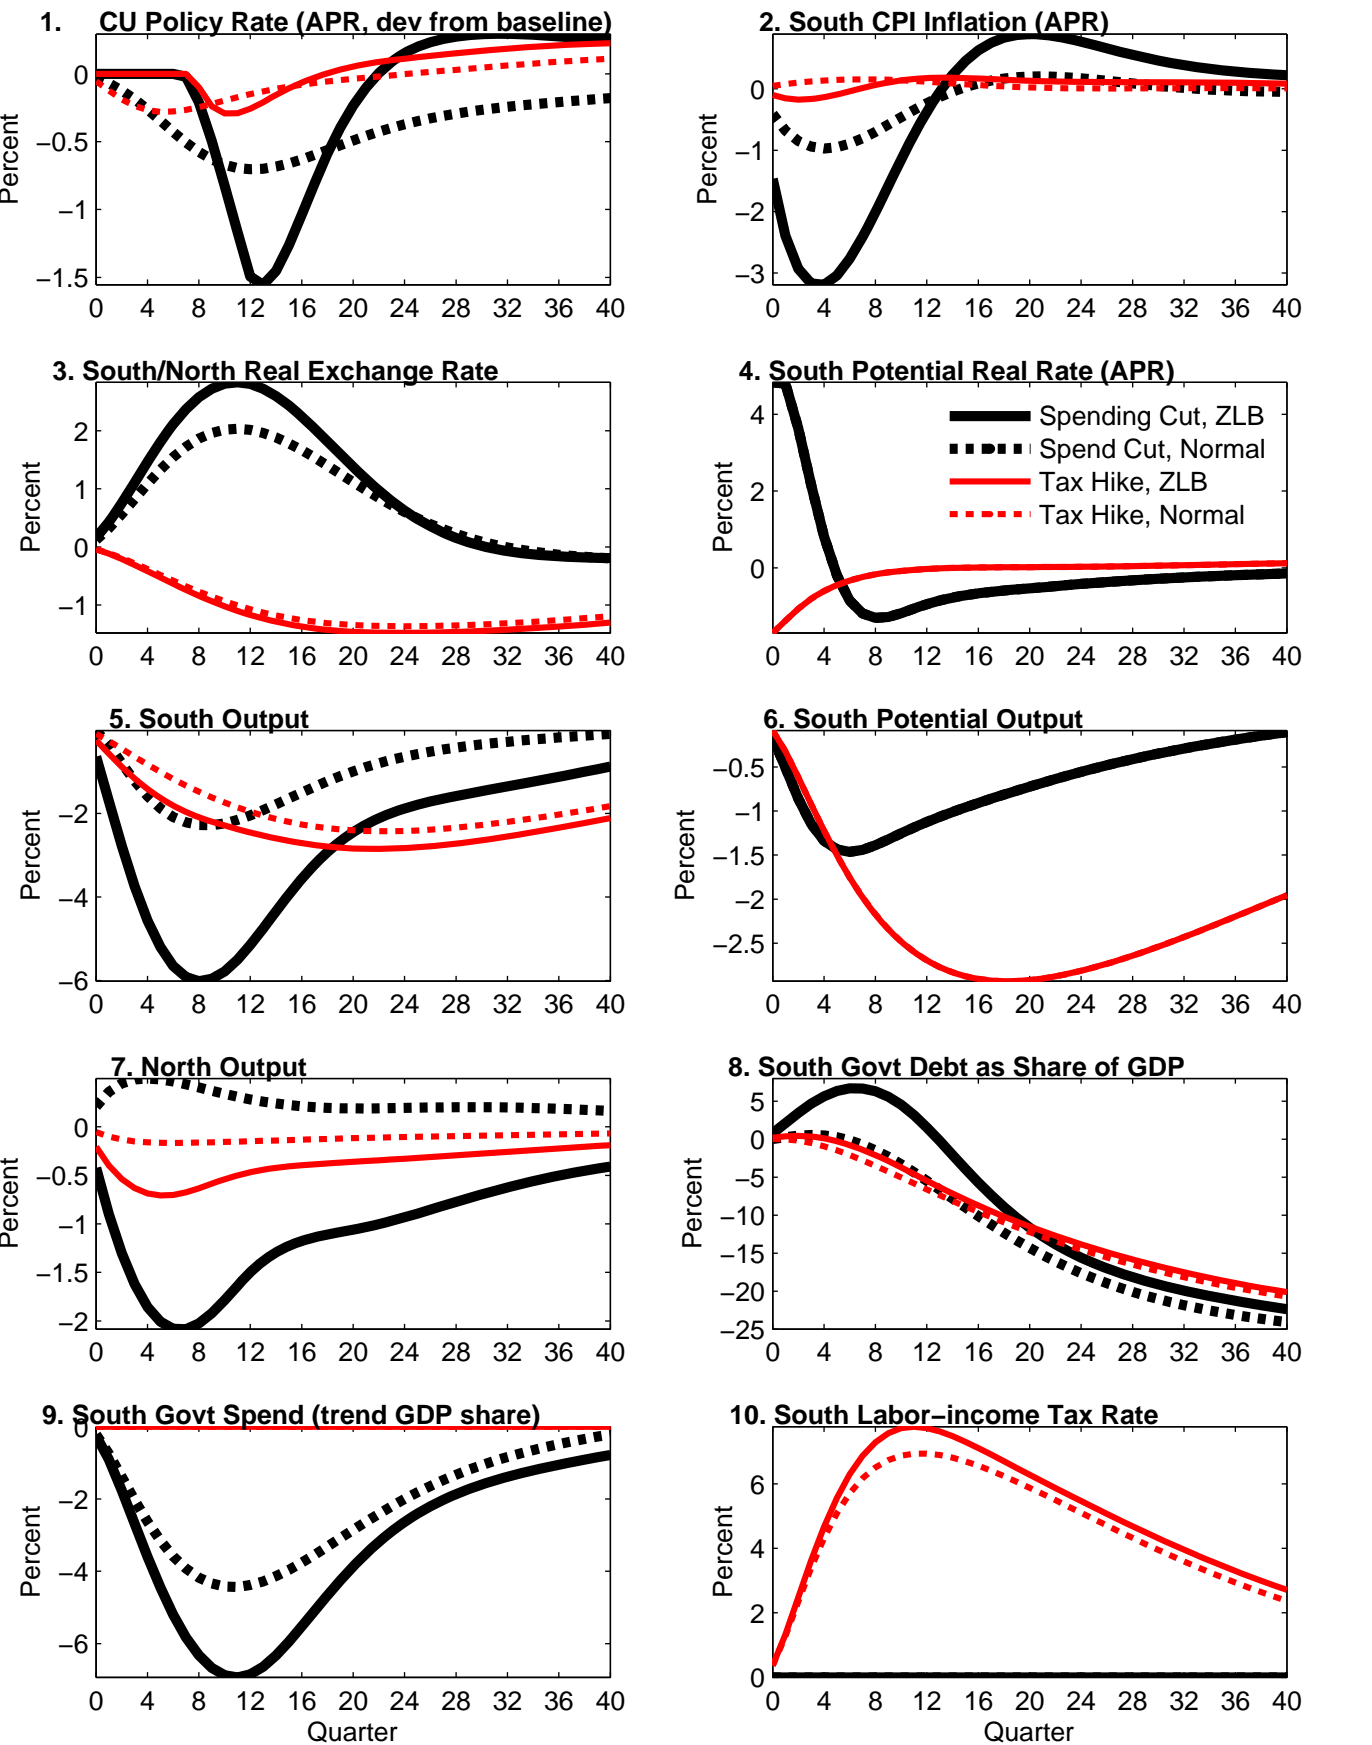 1. CU Policy Rate (APR, dev from baseline)
Percent
0
−0.5
−1
−1.5
0 4 8 12 16 20 24 28 32 36 40
2. South CPI Inflation (APR)
Percent
0
−1
−2
−3
0 4 8 12 16 20 24 28 32 36 40
3. South/North Real Exchange Rate
Percent
2
1
0
−1
0 4 8 12 16 20 24 28 32 36 40
4. South Potential Real Rate (APR)
Percent
4
2
0
Spending Cut, ZLB
Spend Cut, Normal
Tax Hike, ZLB
Tax Hike, Normal
0 4 8 12 16 20 24 28 32 36 40
5. South Output
Percent
−2
−4
−6
0 4 8 12 16 20 24 28 32 36 40
6. South Potential Output
Percent
−0.5
−1
−1.5
−2
−2.5
0 4 8 12 16 20 24 28 32 36 40
7. North Output
Percent
0
−0.5
−1
−1.5
−2
0 4 8 12 16 20 24 28 32 36 40
8. South Govt Debt as Share of GDP
Percent
5
0
−5
−10
−15
−20
−25
0 4 8 12 16 20 24 28 32 36 40
9. South Govt Spend (trend GDP share)
Percent
0
−2
−4
−6
0 4 8 12 16 20 24 28 32 36 40
Quarter
10. South Labor−income Tax Rate
Percent
6
4
2
0
0 4 8 12 16 20 24 28 32 36 40
Quarter